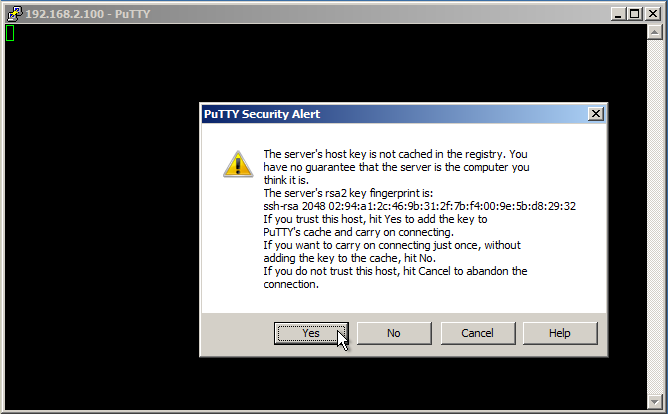 192.168.2.100 - PuTTY
PuTTY Security Alert
The server's host key is not cached in the registry. You
have no guarantee that the server is the computer you
think it is.
The server's rsa2 key fingerprint is:
ssh-rsa 2048 02:94:a1:2c:46:9b:31:2f:7b:f4:00:9e:5b:d8:29:32
If you trust this host, hit Yes to add the key to
PuTTY's cache and carry on connecting.
If you want to carry on connecting just once, without
adding the key to the cache, hit No.
If you do not trust this host, hit Cancel to abandon the
connection.
Yes No Cancel Help